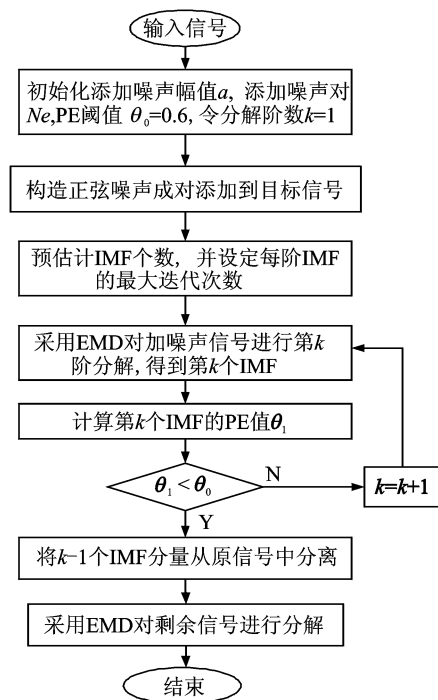 输入信号
初始化添加噪声幅值a, 添加噪声对
Ne,PE阈值 θ₀=0.6, 令分解阶数k=1
构造正弦噪声成对添加到目标信号
预估计IMF个数, 并设定每阶IMF
的最大迭代次数
采用EMD对加噪声信号进行第k
阶分解, 得到第k个IMF
计算第k个IMF的PE值θ₁
θ₁<θ₀
N
k=k+1
Y
将k-1个IMF分量从原信号中分离
采用EMD对剩余信号进行分解
结束